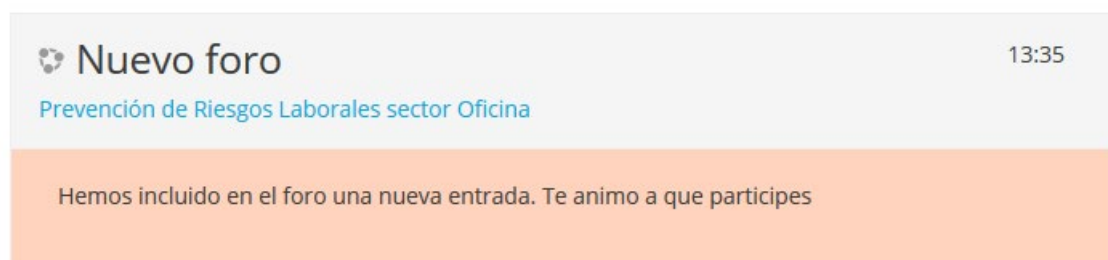 Nuevo foro
13:35
Prevención de Riesgos Laborales sector Oficina
Hemos incluido en el foro una nueva entrada. Te animo a que participes